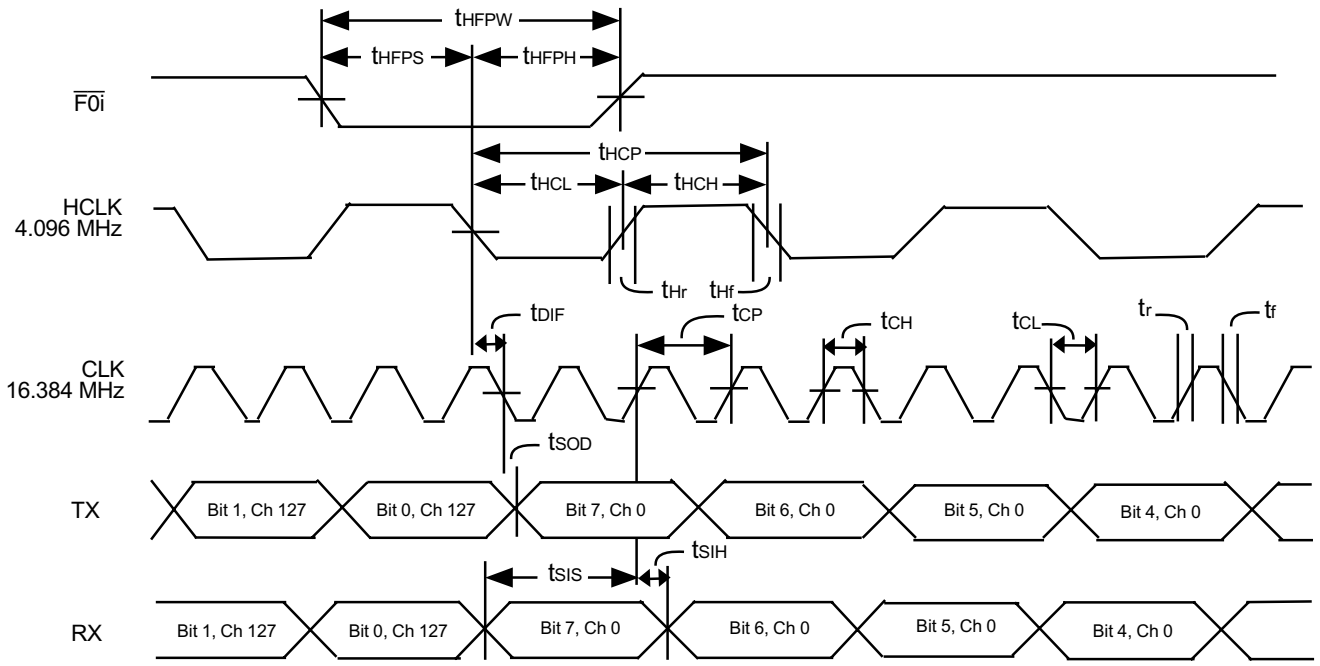 tHFPW
tHFPS
tHFPH
F0i
tHCP
tHCL
tHCH
HCLK
4.096 MHz
tHr
tHf
tDIF
tCP
tCH
tCL
tr
tf
CLK
16.384 MHz
tSOD
TX
Bit 1, Ch 127
Bit 0, Ch 127
Bit 7, Ch 0
Bit 6, Ch 0
Bit 5, Ch 0
Bit 4, Ch 0
tSIH
tSIS
RX
Bit 1, Ch 127
Bit 0, Ch 127
Bit 7, Ch 0
Bit 6, Ch 0
Bit 5, Ch 0
Bit 4, Ch 0